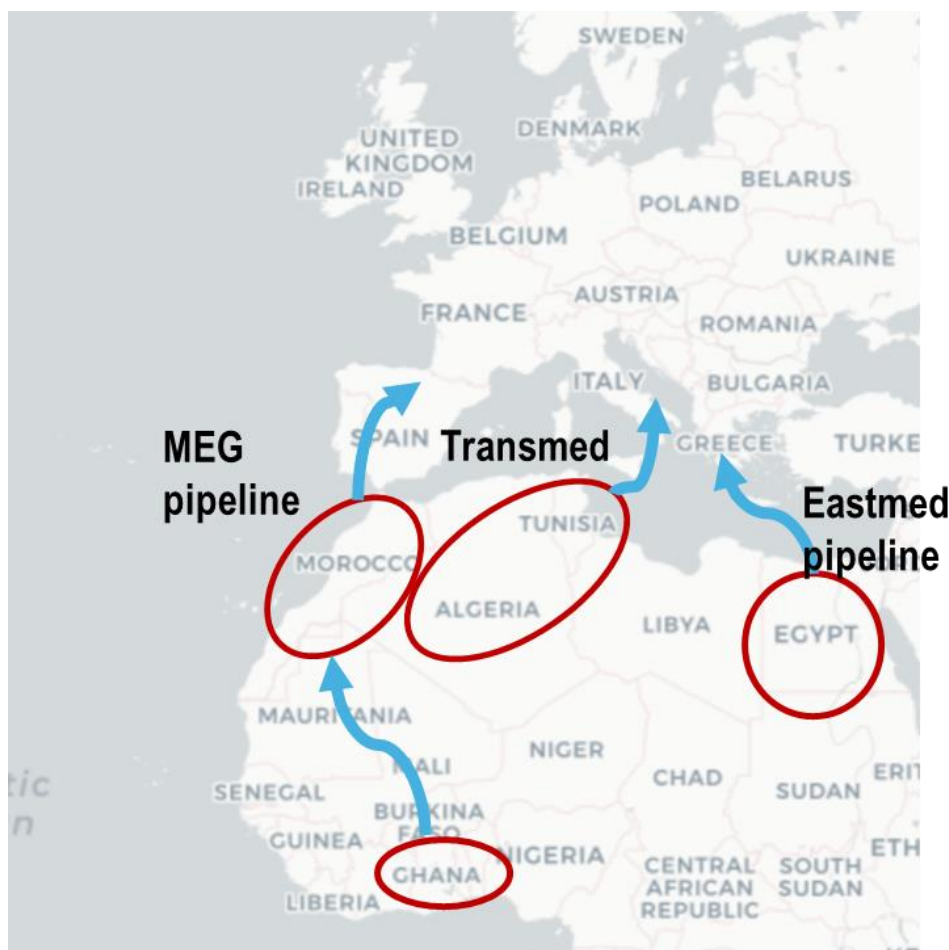 SWEDEN
DENMARK
UNITED
KINGDOM
IRELAND
BELARUS
POLAND
BELGIUM
UKRAINE
AUSTRIA
FRANCE
ROMANIA
ITALY
BULGARIA
MEG
pipeline
SPAIN
Transmed
GREECE
TURKE
Eastmed
pipeline
TUNISIA
MOROCCO
ALGERIA
LIBYA
EGYPT
MAURITANIA
MALI
NIGER
CHAD
SUDAN
ERIT
tic
n
SENEGAL
BURKINA
FASO
GUINEA
NIGERIA
ETH
GHANA
CENTRAL
AFRICAN
REPUBLIC
SOUTH
SUDAN
LIBERIA